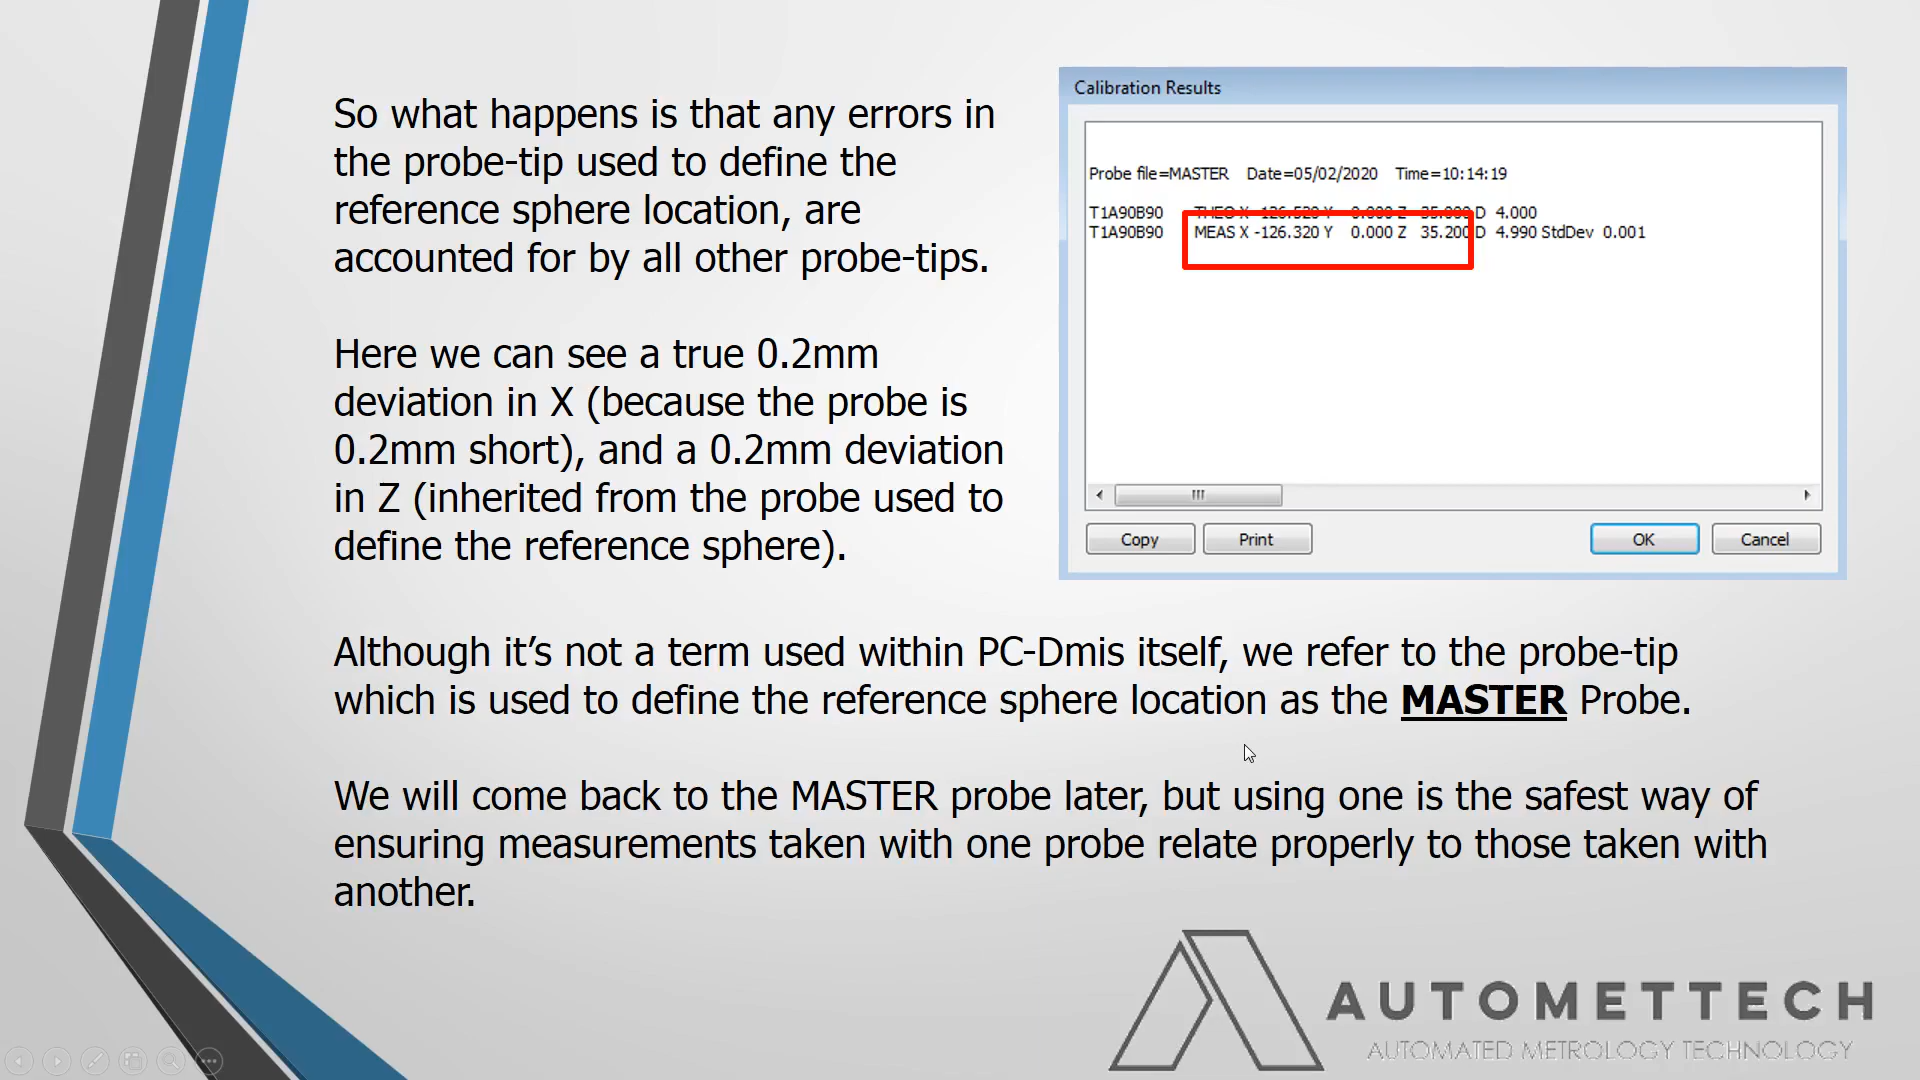 So what happens is that any errors in
the probe-tip used to define the
reference sphere location, are
accounted for by all other probe-tips.
Here we can see a true 0.2mm
deviation in X (because the probe is
0.2mm short), and a 0.2mm deviation
in Z (inherited from the probe used to
define the reference sphere).
Calibration Results
Probe file=MASTER Date=05/02/2020 Time=10:14:19
T1A90B90 THEO X -126.520 Y 0.000 Z 35.000 D 4.000
T1A90B90 MEAS X -126.320 Y 0.000 Z 35.200 D 4.990 StdDev 0.001
Copy Print OK Cancel
Although it’s not a term used within PC-Dmis itself, we refer to the probe-tip
which is used to define the reference sphere location as the MASTER Probe.
We will come back to the MASTER probe later, but using one is the safest way of
ensuring measurements taken with one probe relate properly to those taken with
another.
AUTOMETTECH
AUTOMATED METROLOGY TECHNOLOGY